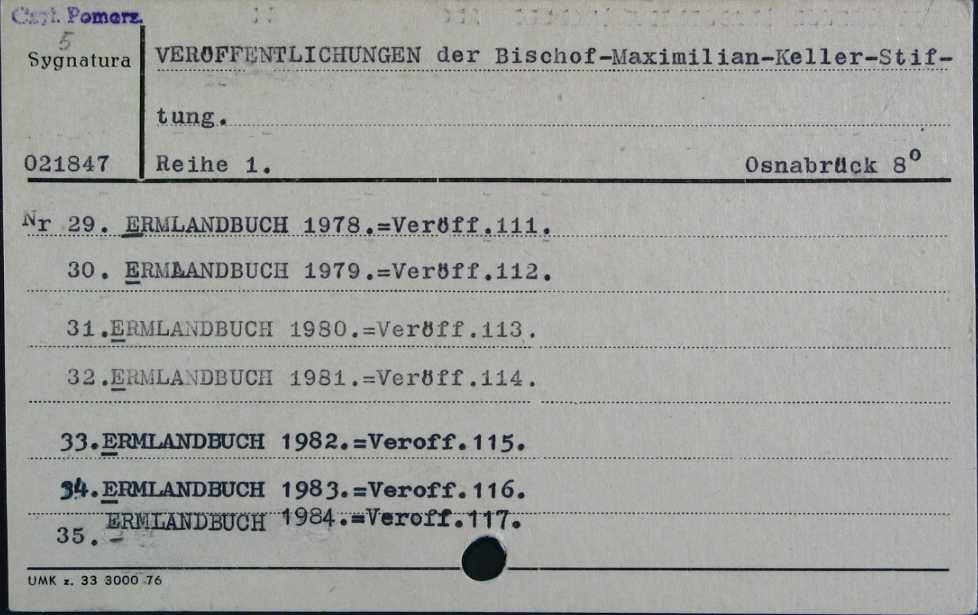 Czyt. Pomorz.
5
Sygnatura
VERÖFFENTLICHUNGEN der Bischof-Maximilian-Keller-Stif-
tung.
021847
Reihe 1. Osnabrück 8º
Nr 29. ERMLANDBUCH 1978.=Veröff.111.
30. ERMLANDBUCH 1979.=Veröff.112.
31.ERMLANDBUCH 1980.=Veröff.113.
32.ERMLANDBUCH 1981.=Veröff.114.
33.ERMLANDBUCH 1982.=Veroff.115.
34.ERMLANDBUCH 1983.=Veroff.116.
35. ERMLANDBUCH 1984.=Veroff.117.
UMK z. 33 3000 76